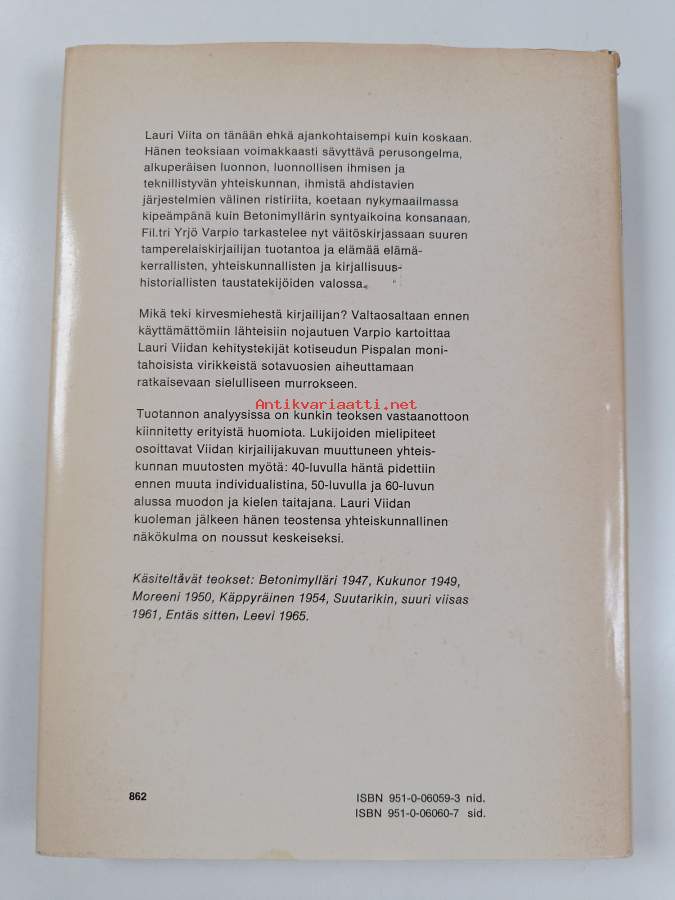 Lauri Viita on tänään ehkä ajankohtaisempi kuin koskaan.
Hänen teoksiaan voimakkaasti sävyttävä perusongelma,
alkuperäisen luonnon, luonnollisen ihmisen ja
teknillistyvän yhteiskunnan, ihmistä ahdistavien
järjestelmien välinen ristiriita, koetaan nykymaailmassa
kipeämpänä kuin Betonimyllärin syntyaikoina konsanaan.
Fil.tri Yrjö Varpio tarkastelee nyt väitöskirjassaan suuren
tamperelaiskirjailijan tuotantoa ja elämää elämä-
kerrallisten, yhteiskunnallisten ja kirjallisuus-
historiallisten taustatekijöiden valossa.
Mikä teki kirvesmiehestä kirjailijan? Valtaosaltaan ennen
käyttämättömiin lähteisiin nojautuen Varpio kartoittaa
Lauri Viidan kehitystekijät kotiseudun Pispalan moni-
tahoisista virikkeistä sotavuosien aiheuttamaan
ratkaisevaan sielulliseen murrokseen.
Antikvariaatti.net
Tuotannon analyysissa on kunkin teoksen vastaanottoon
kiinnitetty erityistä huomiota. Lukijoiden mielipiteet
osoittavat Viidan kirjailijakuvan muuttuneen yhteis-
kunnan muutosten myötä: 40-luvulla häntä pidettiin
ennen muuta individualistina, 50-luvulla ja 60-luvun
alussa muodon ja kielen taitajana. Lauri Viidan
kuoleman jälkeen hänen teostensa yhteiskunnallinen
näkökulma on noussut keskeiseksi.
Käsiteltävät teokset: Betonimylläri 1947, Kukunor 1949,
Moreeni 1950, Käppyräinen 1954, Suutarikin, suuri viisas
1961, Entäs sitten, Leevi 1965.
862
ISBN 951-0-06059-3 nid.
ISBN 951-0-06060-7 sid.